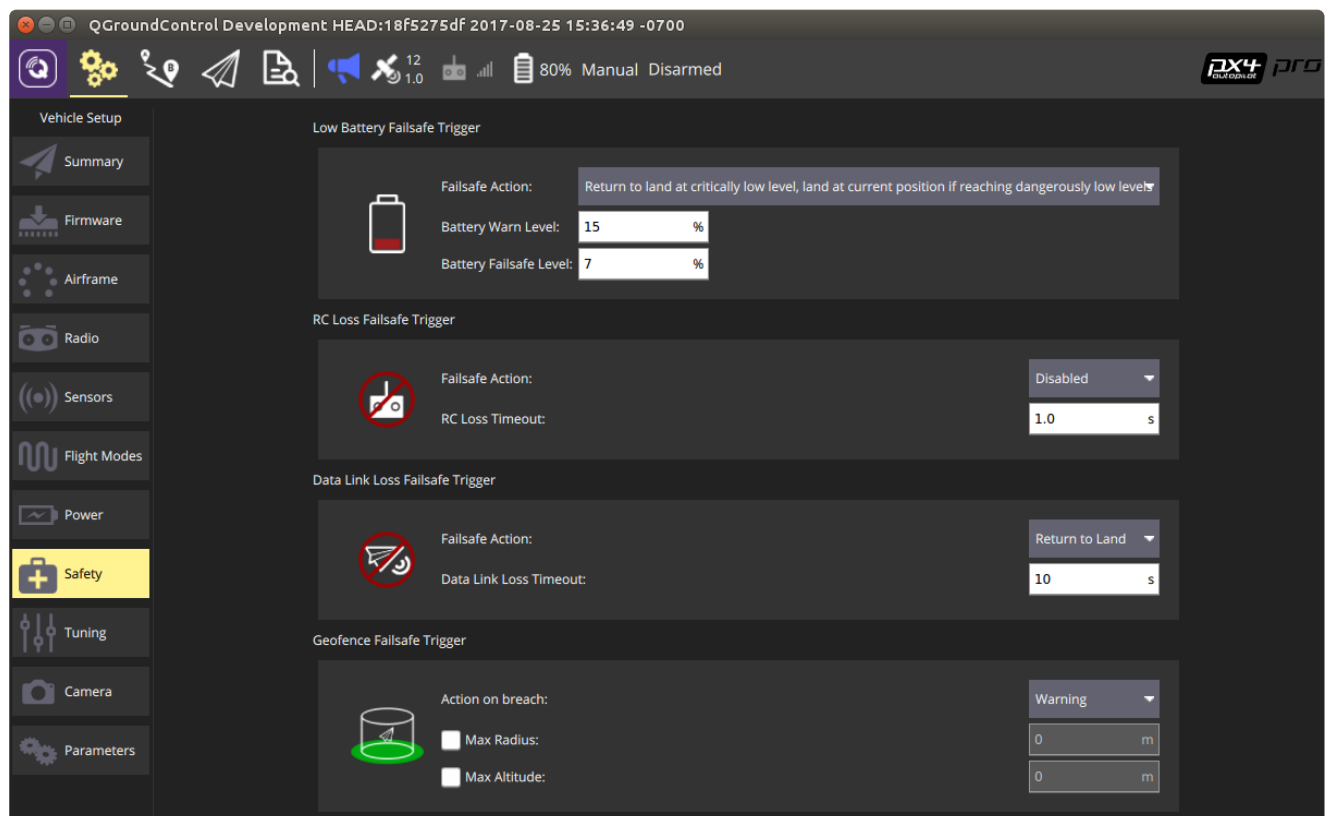 QGroundControl Development HEAD:18f5275df 2017-08-25 15:36:49 -0700
B
12
1.0
80% Manual Disarmed
px4 pro
autopilot
Vehicle Setup
Summary
Firmware
Airframe
Radio
Sensors
Flight Modes
Power
Safety
Tuning
Camera
Parameters
Low Battery Failsafe Trigger
Failsafe Action: Return to land at critically low level, land at current position if reaching dangerously low levels
Battery Warn Level: 15 %
Battery Failsafe Level: 7 %
RC Loss Failsafe Trigger
Failsafe Action: Disabled
RC Loss Timeout: 1.0 s
Data Link Loss Failsafe Trigger
Failsafe Action: Return to Land
Data Link Loss Timeout: 10 s
Geofence Failsafe Trigger
Action on breach: Warning
Max Radius: 0 m
Max Altitude: 0 m